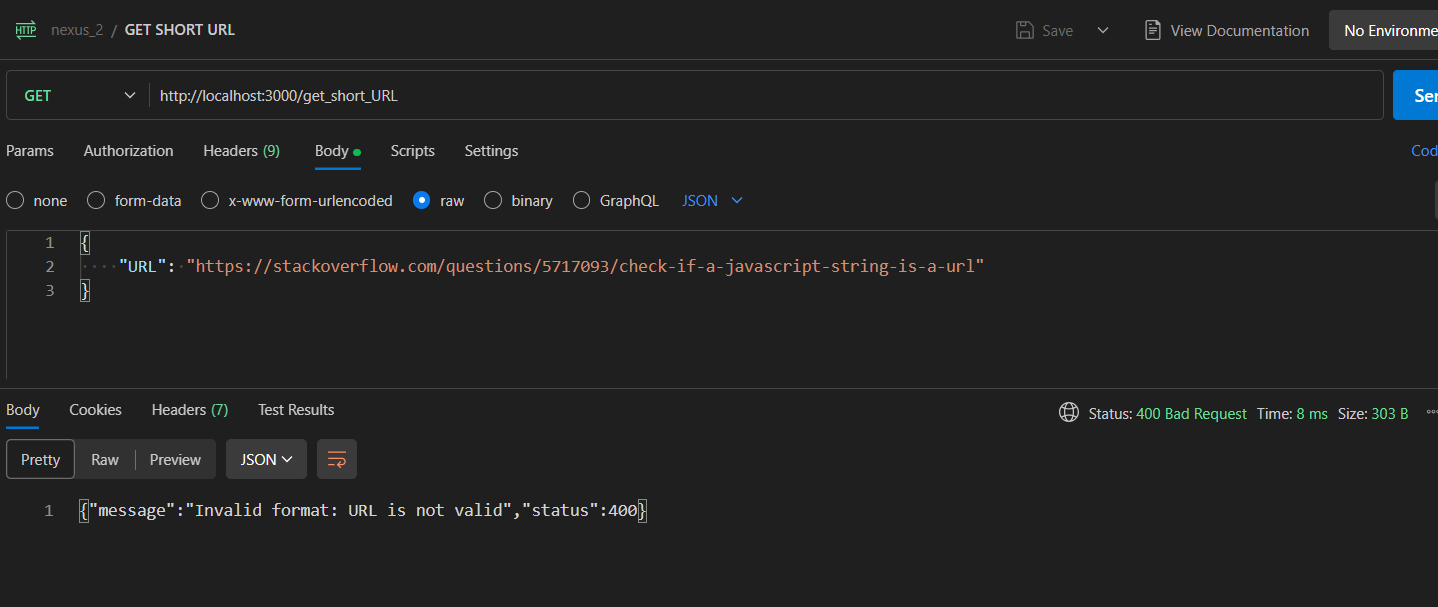 HTTP nexus_2 / GET SHORT URL Save View Documentation No Environme
GET http://localhost:3000/get_short_URL Ser
Params Authorization Headers (9) Body Scripts Settings Cod
none form-data x-www-form-urlencoded raw binary GraphQL JSON
1 {
2 "URL": "https://stackoverflow.com/questions/5717093/check-if-a-javascript-string-is-a-url"
3 }
Body Cookies Headers (7) Test Results Status: 400 Bad Request Time: 8 ms Size: 303 B
Pretty Raw Preview JSON
1 {"message":"Invalid format: URL is not valid","status":400}